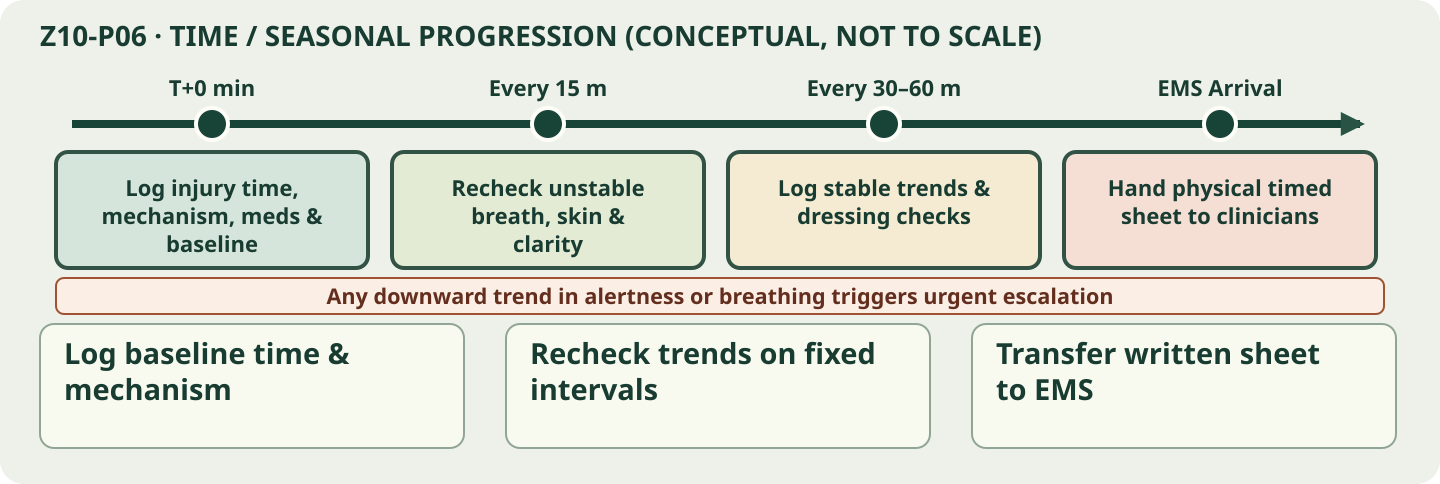 Z10-P06 · TIME / SEASONAL PROGRESSION (CONCEPTUAL, NOT TO SCALE)
T+0 min
Every 15 m
Every 30–60 m
EMS Arrival
Log injury time,
mechanism, meds &
baseline
Recheck unstable
breath, skin &
clarity
Log stable trends &
dressing checks
Hand physical timed
sheet to clinicians
Any downward trend in alertness or breathing triggers urgent escalation
Log baseline time &
mechanism
Recheck trends on fixed
intervals
Transfer written sheet
to EMS